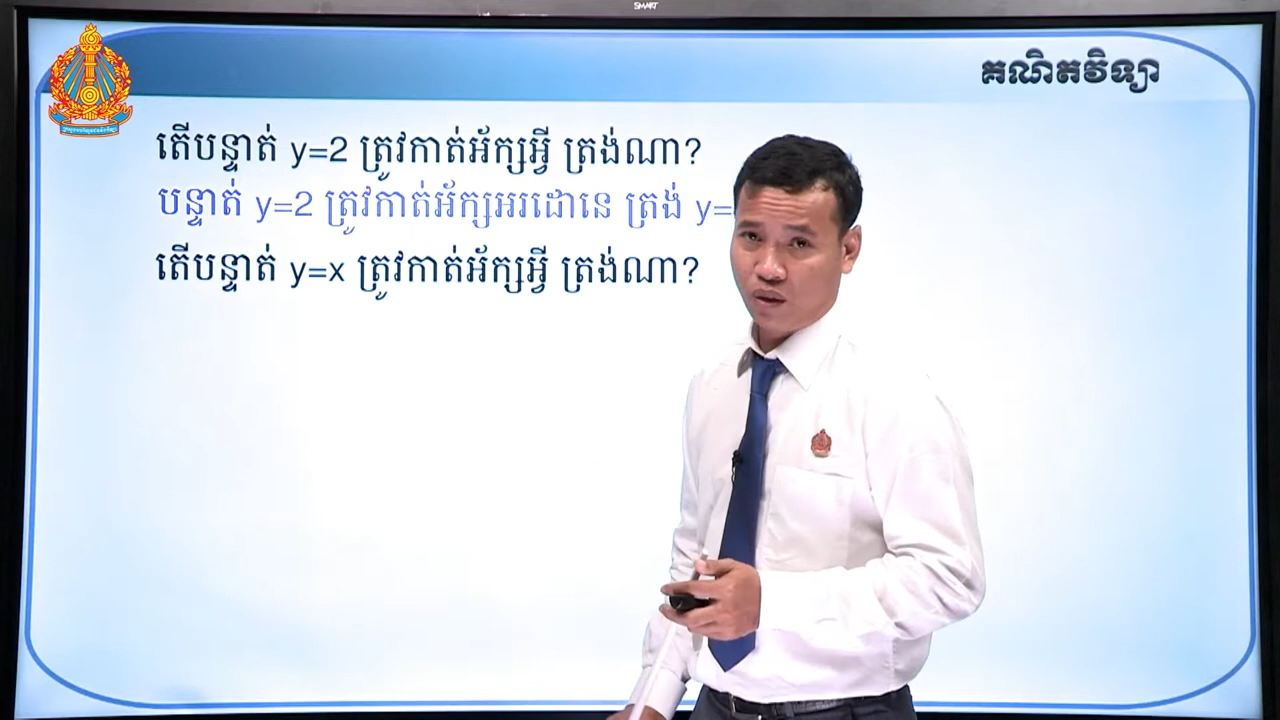 SMART
គណិតវិទ្យា
តើបន្ទាត់ y=2 ត្រូវកាត់អ័ក្សអ្វី ត្រង់ណា?
បន្ទាត់ y=2 ត្រូវកាត់អ័ក្សអរដោនេ ត្រង់ y=
តើបន្ទាត់ y=x ត្រូវកាត់អ័ក្សអ្វី ត្រង់ណា?